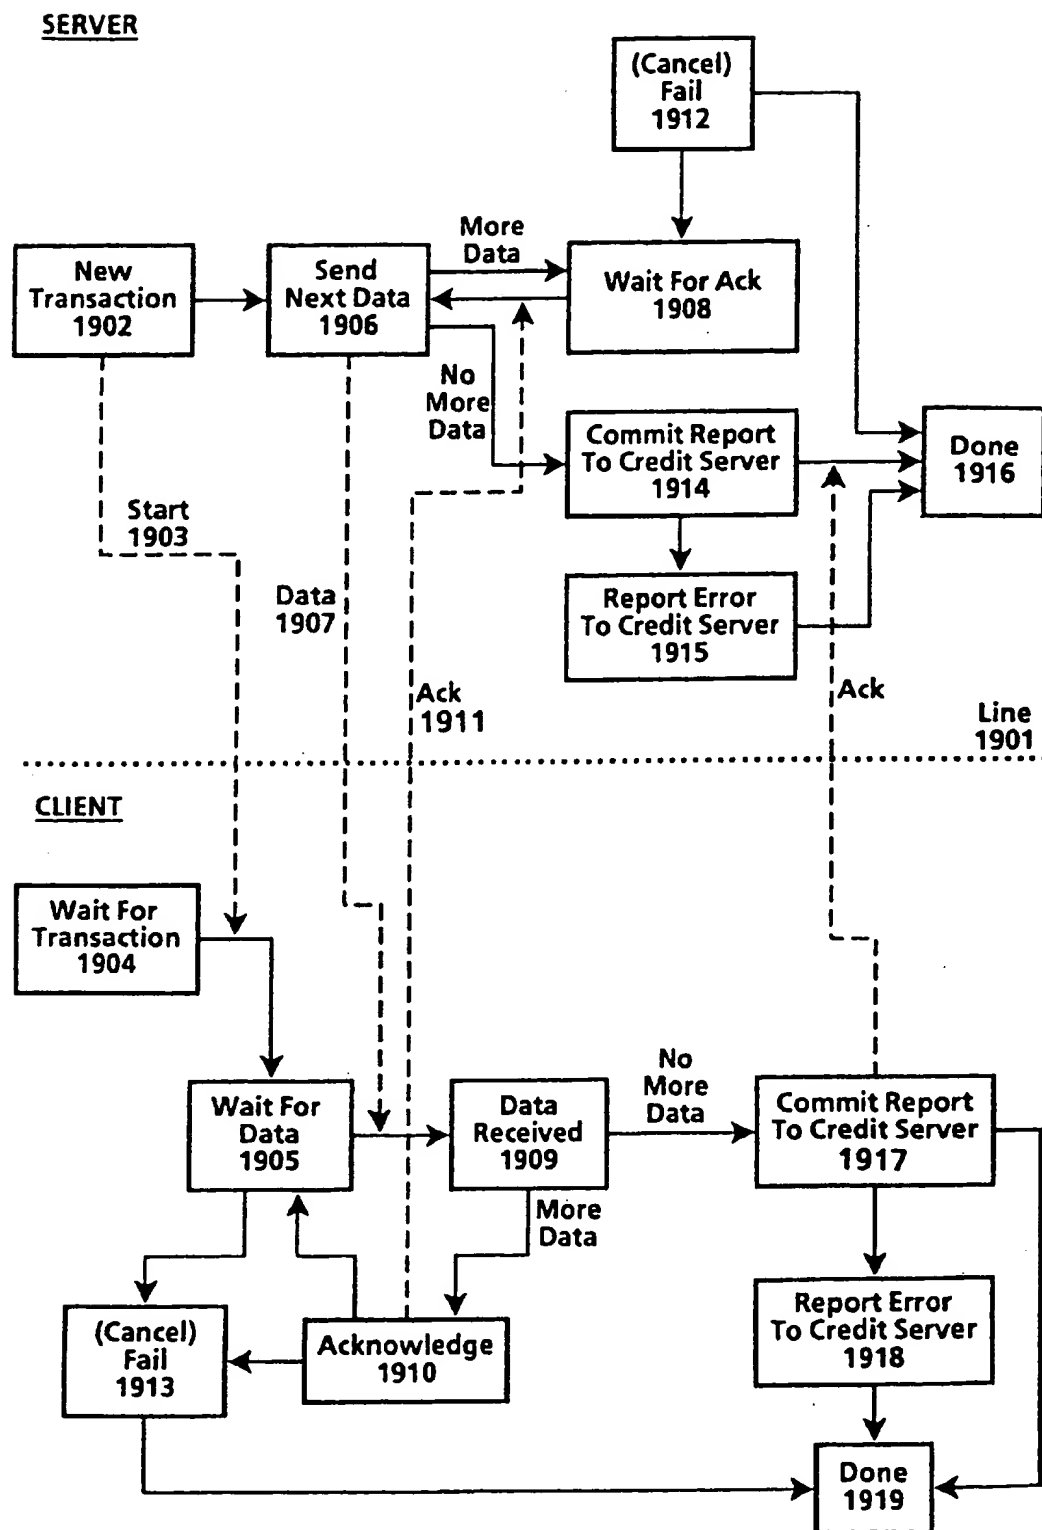 SERVER
(Cancel)
Fail
1912
More
Data
New
Transaction
1902
Send
Next Data
1906
Wait For Ack
1908
No
More
Data
Commit Report
To Credit Server
1914
Done
1916
Start
1903
Data
1907
Report Error
To Credit Server
1915
Ack
1911
Ack
Line
1901
CLIENT
Wait For
Transaction
1904
Wait For
Data
1905
Data
Received
1909
No
More
Data
Commit Report
To Credit Server
1917
More
Data
(Cancel)
Fail
1913
Acknowledge
1910
Report Error
To Credit Server
1918
Done
1919